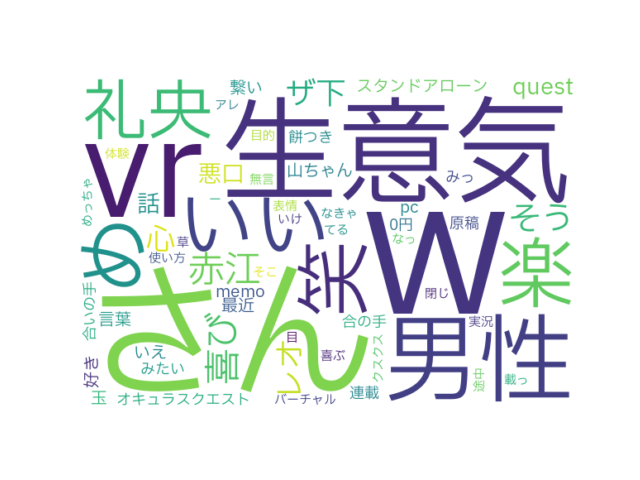 礼央
繋い
アレ
ザ下
スタンドアローン
quest
生意気
目的
餅つき
体験
vr
悪口
無言
山ちゃん
みっ
めっちゃ
話
いい
表情
いけ
なきゃ
てる
pc
0円
なっ
原稿
w
そう
め
心
草
使い方
ー
赤江
そこ
笑
楽
合いの手
言葉
memo
最近
さん
閉じ
実況
男性
喜び
レオ
目
喜ぶ
合の手
クスクス
いえ
みたい
好き
玉
オキュラスクエスト
バーチャル
連載
途中
載っ